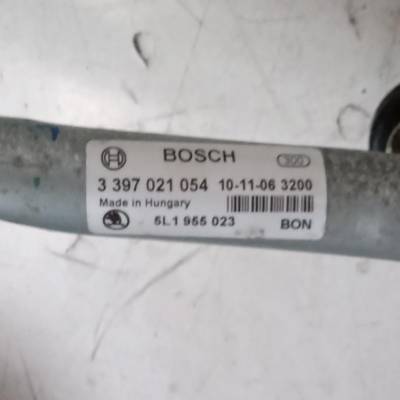 BOSCH
3 397 021 054 10-11-06 3200
Made in Hungary
5L1 955 023 BON